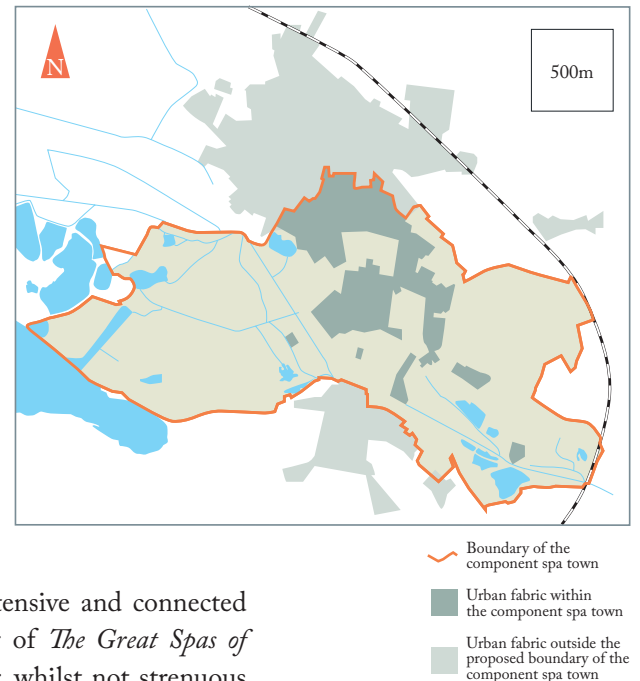 N
500m
Boundary of the
component spa town
Urban fabric within
the component spa town
Urban fabric outside the
proposed boundary of the
component spa town
tensive and connected
of The Great Spas of
whilst not strenuous